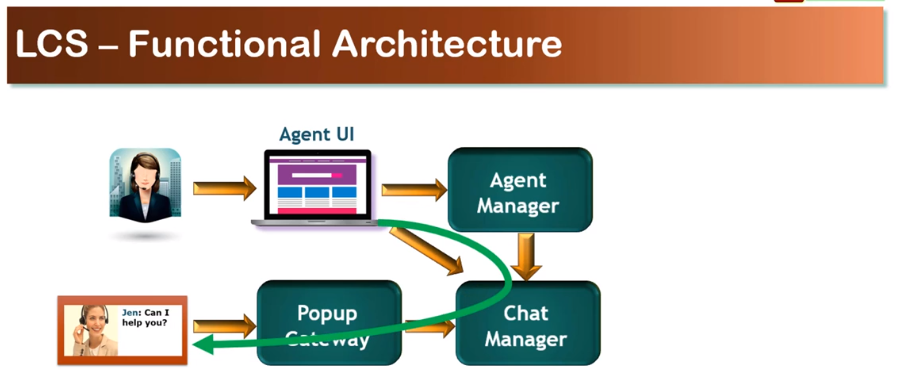 LCS – Functional Architecture
Agent UI
Agent
Manager
Jen: Can I
help you?
Popup
Gateway
Chat
Manager